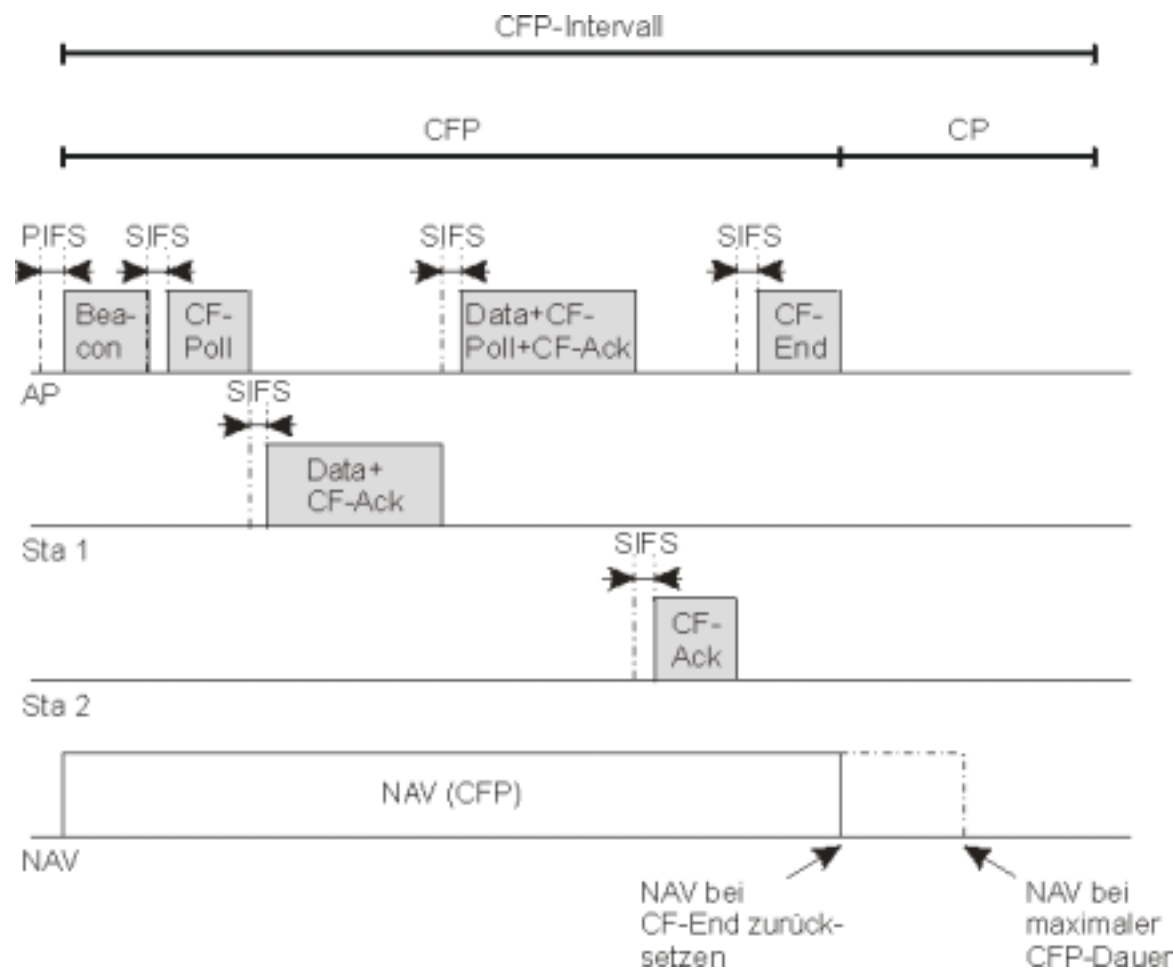 CFP-Intervall
CFP
CP
PIFS
SIFS
SIFS
SIFS
Bea-
con
CF-
Poll
Data+CF-
Poll+CF-Ack
CF-
End
AP
SIFS
Data+
CF-Ack
Sta 1
SIFS
CF-
Ack
Sta 2
NAV (CFP)
NAV
NAV bei
CF-End zurück-
setzen
NAV bei
maximaler
CFP-Dauer